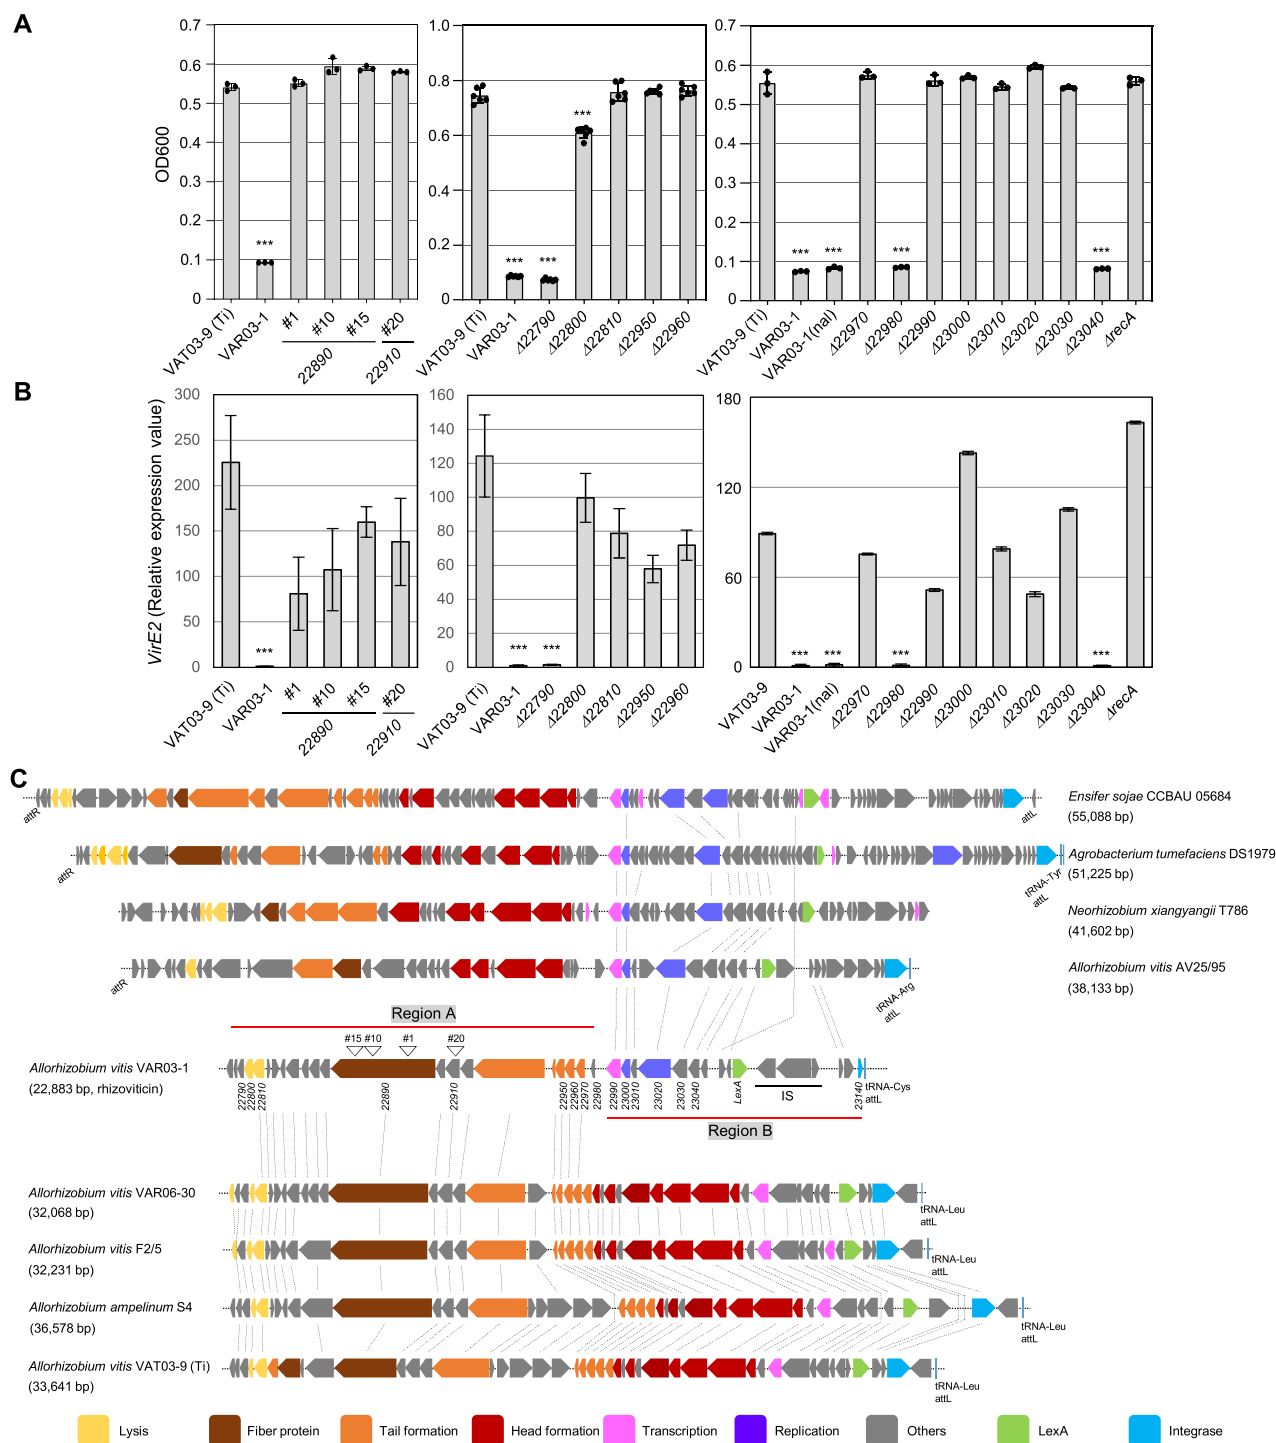 A
OD600
0.7
0.6
0.5
0.4
0.3
0.2
0.1
0
***
VAT03-9 (Ti)
VAR03-1
#1
#10
#15
#20
22890
22910
1.0
0.8
0.6
0.4
0.2
0
***
***
***
VAT03-9 (Ti)
VAR03-1
Δ22790
Δ22800
Δ22810
Δ22950
Δ22960
0.7
0.6
0.5
0.4
0.3
0.2
0.1
0
***
***
***
***
VAT03-9 (Ti)
VAR03-1
VAR03-1(nal)
Δ22970
Δ22980
Δ22990
Δ23000
Δ23010
Δ23020
Δ23030
Δ23040
ΔrecA
B
VirE2 (Relative expression value)
300
250
200
150
100
50
0
***
VAT03-9 (Ti)
VAR03-1
#1
#10
#15
#20
22890
22910
160
140
120
100
80
60
40
20
0
***
***
VAT03-9 (Ti)
VAR03-1
Δ22790
Δ22800
Δ22810
Δ22950
Δ22960
180
120
60
0
***
***
***
***
VAT03-9
VAR03-1
VAR03-1(nal)
Δ22970
Δ22980
Δ22990
Δ23000
Δ23010
Δ23020
Δ23030
Δ23040
ΔrecA
C
attR
attL
Ensifer sojae CCBAU 05684
(55,088 bp)
attR
tRNA-Tyr
attL
Agrobacterium tumefaciens DS1979
(51,225 bp)
Neorhizobium xiangyangii T786
(41,602 bp)
attR
tRNA-Arg
attL
Allorhizobium vitis AV25/95
(38,133 bp)
Region A
#15
#10
#1
#20
Allorhizobium vitis VAR03-1
(22,883 bp, rhizoviticin)
22790
22800
22810
22890
22910
22950
22960
22970
22980
22990
23000
23010
23020
23030
23040
LexA
IS
23140
tRNA-Cys
attL
Region B
Allorhizobium vitis VAR06-30
(32,068 bp)
tRNA-Leu
attL
Allorhizobium vitis F2/5
(32,231 bp)
tRNA-Leu
attL
Allorhizobium ampelinum S4
(36,578 bp)
tRNA-Leu
attL
Allorhizobium vitis VAT03-9 (Ti)
(33,641 bp)
tRNA-Leu
attL
Lysis
Fiber protein
Tail formation
Head formation
Transcription
Replication
Others
LexA
Integrase